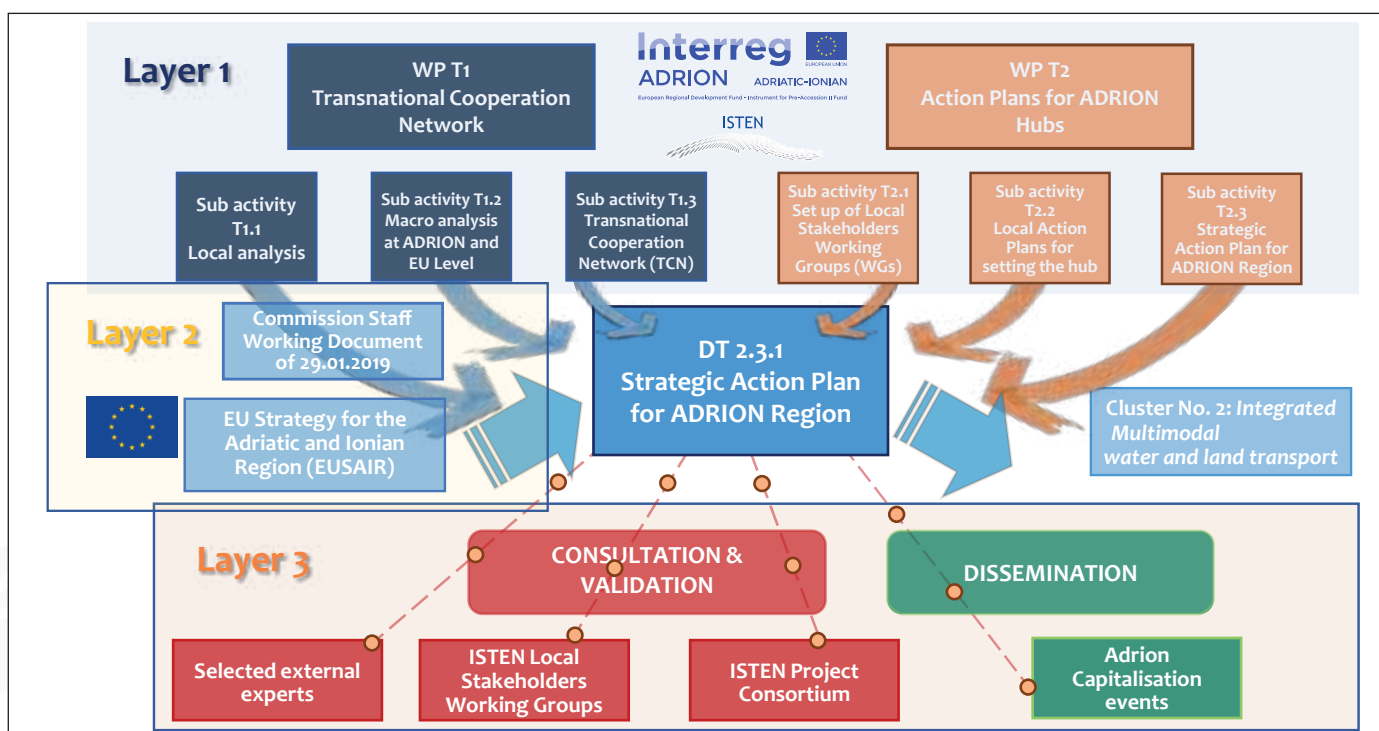 Layer 1
WP T1
Transnational Cooperation
Network
Interreg
EUROPEAN UNION
ADRION
ADRIATIC-IONIAN
European Regional Development Fund - Instrument for Pre-Accession II Fund
ISTEN
WP T2
Action Plans for ADRION
Hubs
Sub activity
T1.1
Local analysis
Sub activity T1.2
Macro analysis
at ADRION and
EU Level
Sub activity T1.3
Transnational
Cooperation
Network (TCN)
Sub activity T2.1
Set up of Local
Stakeholders
Working
Groups (WGs)
Sub activity
T2.2
Local Action
Plans for
setting the hub
Sub activity
T2.3
Strategic
Action Plan for
ADRION Region
Layer 2
Commission Staff
Working Document
of 29.01.2019
EU Strategy for the
Adriatic and Ionian
Region (EUSAIR)
DT 2.3.1
Strategic Action Plan
for ADRION Region
Cluster No. 2: Integrated
Multimodal
water and land transport
Layer 3
CONSULTATION &
VALIDATION
DISSEMINATION
Selected external
experts
ISTEN Local
Stakeholders
Working Groups
ISTEN Project
Consortium
Adrion
Capitalisation
events